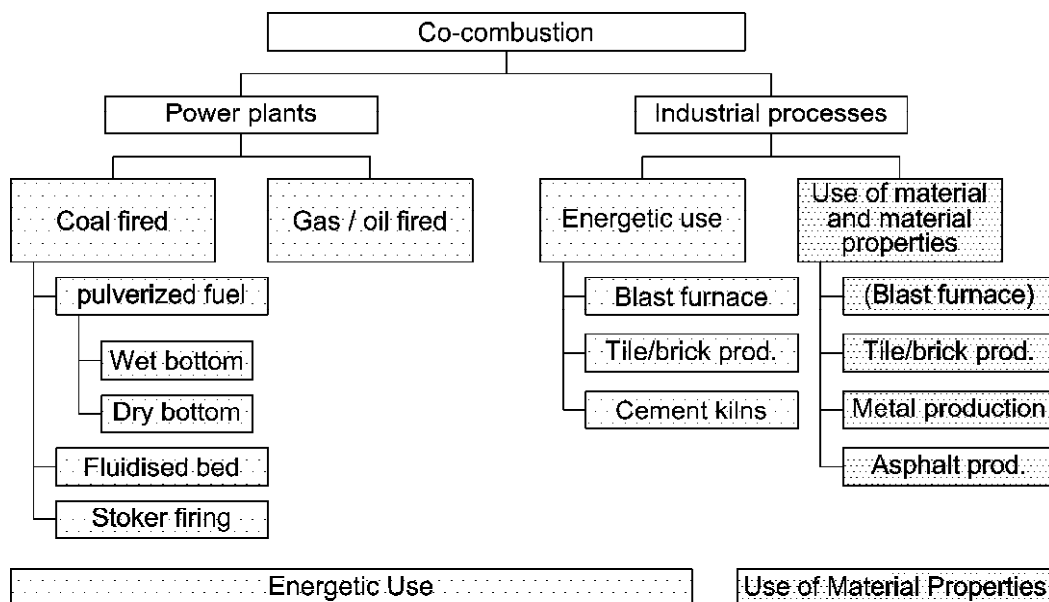 Co-combustion
Power plants
Industrial processes
Coal fired
Gas / oil fired
Energetic use
Use of material
and material
properties
pulverized fuel
Wet bottom
Dry bottom
Fluidised bed
Stoker firing
Blast furnace
Tile/brick prod.
Cement kilns
(Blast furnace)
Tile/brick prod.
Metal production
Asphalt prod.
Energetic Use
Use of Material Properties